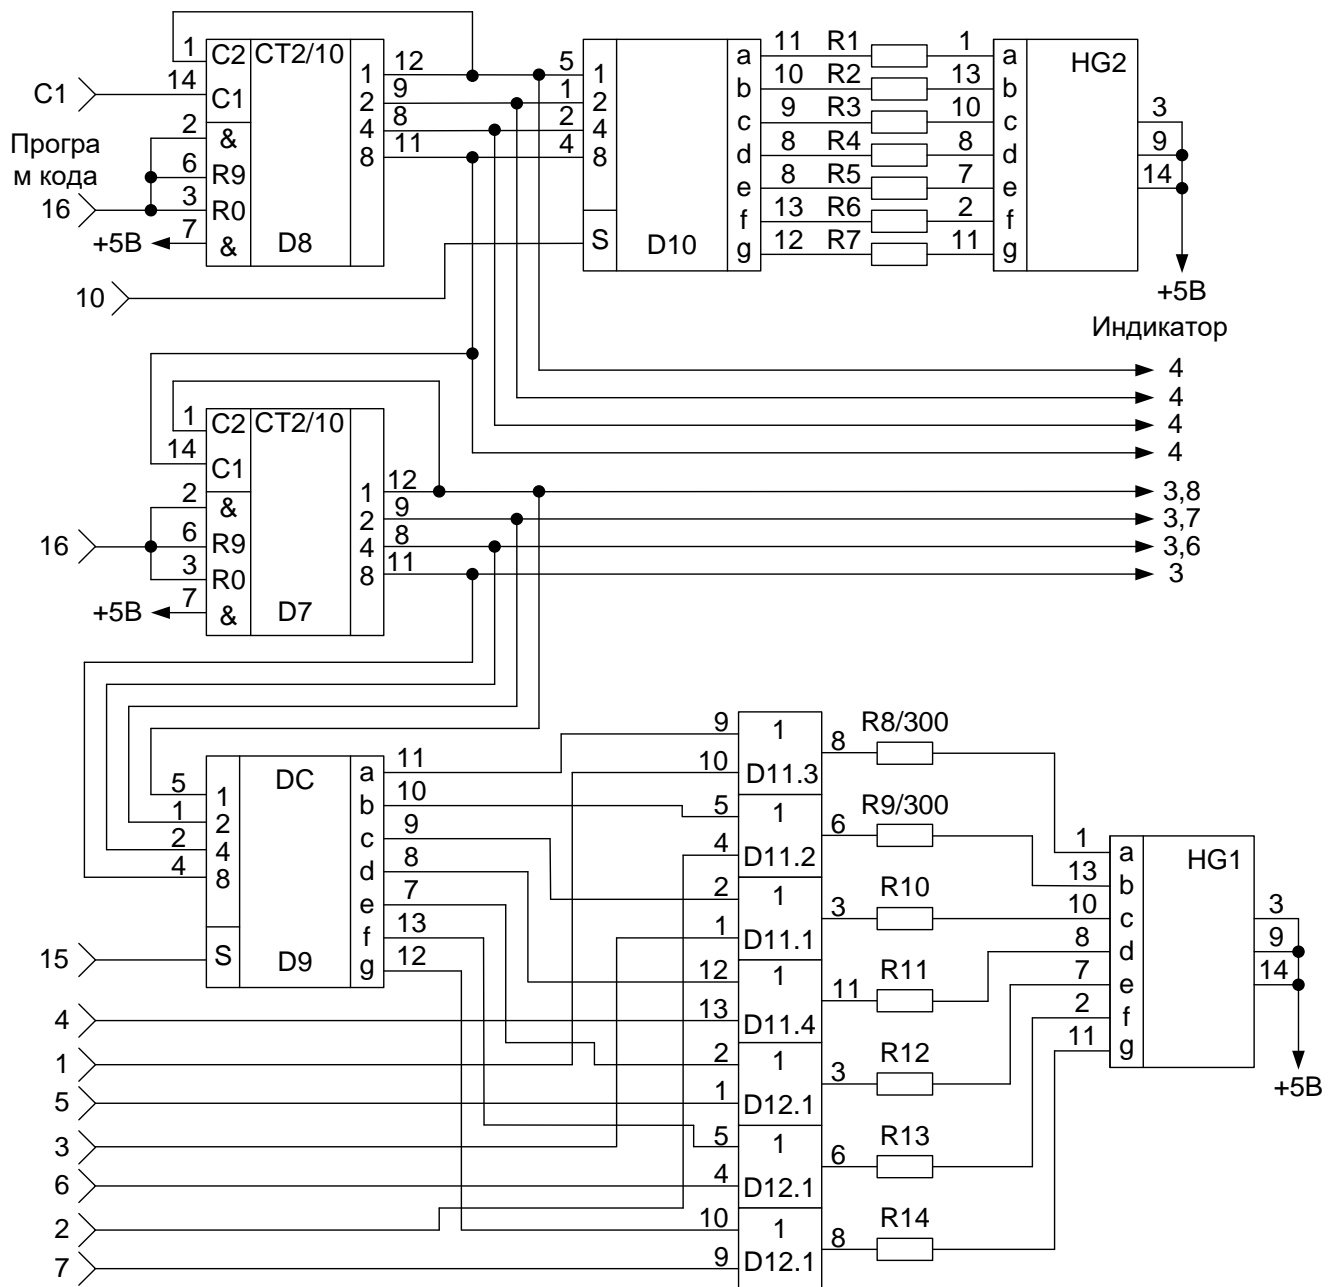 1 C2 CT2/10 1 12 5 1 a 11 R1 1 a HG2
C1 14 C1 2 9 1 2 b 10 R2 13 b
2 & 4 8 2 4 c 9 R3 10 c 3
Програ
м кода
6 R9 8 11 4 8 d 8 R4 8 d 9
16 3 R0 e 8 R5 7 e 14
+5В 7 & D8 S D10 f 13 R6 2 f
g 12 R7 11 g
10
+5В
Индикатор
4
4
4
4
1 C2 CT2/10
14 C1
1 12 3,8
2 & 2 9 3,7
16 6 R9 4 8 3,6
3 R0 8 11 3
+5В 7 & D7
9 1 8 R8/300
10 D11.3
5 1 DC a 11
1 2 b 10 5 1 6 R9/300
2 4 c 9 4 D11.2
4 8 d 8
e 7 2 1 3 R10
f 13 1 D11.1
15 S D9 g 12
12 1 11 R11
4 13 D11.4
1 2 1 3 R12
5 1 D12.1
3 5 1 6 R13
6 4 D12.1
2 10 1 8 R14
7 9 D12.1
1 a HG1
13 b
10 c 3
8 d 9
7 e 14
2 f
11 g
+5В